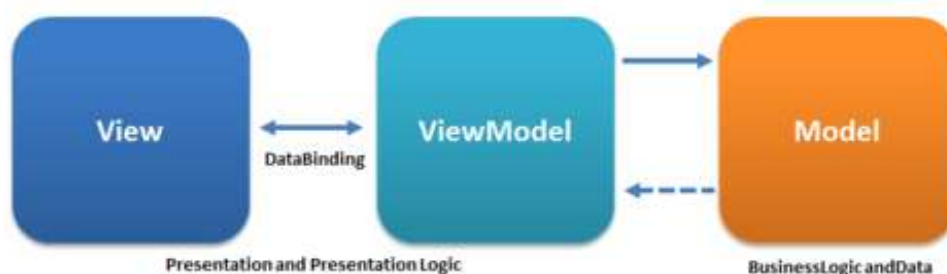 View
ViewModel
Model
DataBinding
Presentation and Presentation Logic
BusinessLogic andData